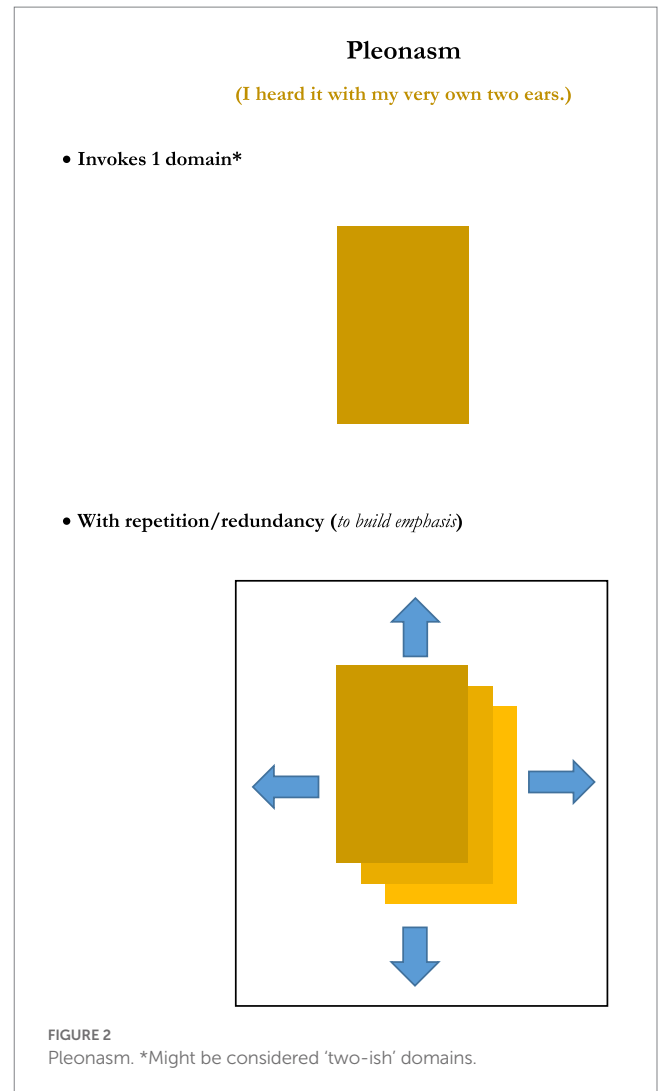 Pleonasm
(I heard it with my very own two ears.)
• Invokes 1 domain*
• With repetition/redundancy (to build emphasis)
FIGURE 2
Pleonasm. *Might be considered ‘two-ish’ domains.